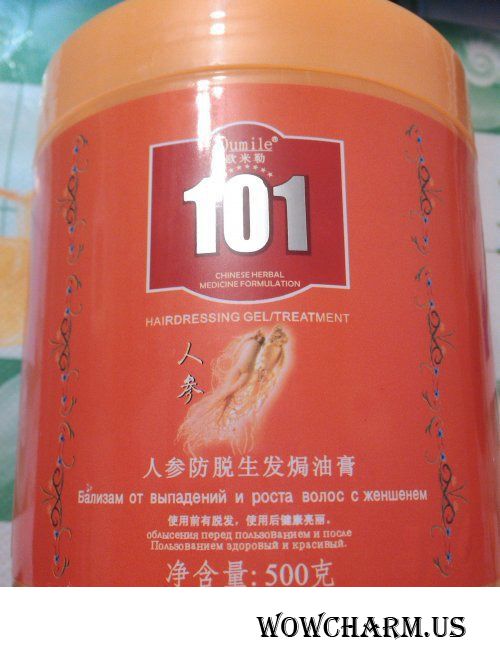 Oumile®
欧米勒
101
CHINESE HERBAL
MEDICINE FORMULATION
HAIRDRESSING GEL/TREATMENT
人参
人参防脱生发焗油膏
Бализам от выпадений и роста волос с женшенем
使用前有脱发，使用后健康亮丽。
облысения перед пользованием и после
Пользованием здоровый и красивый.
净含量: 500克
WOWCHARM.US